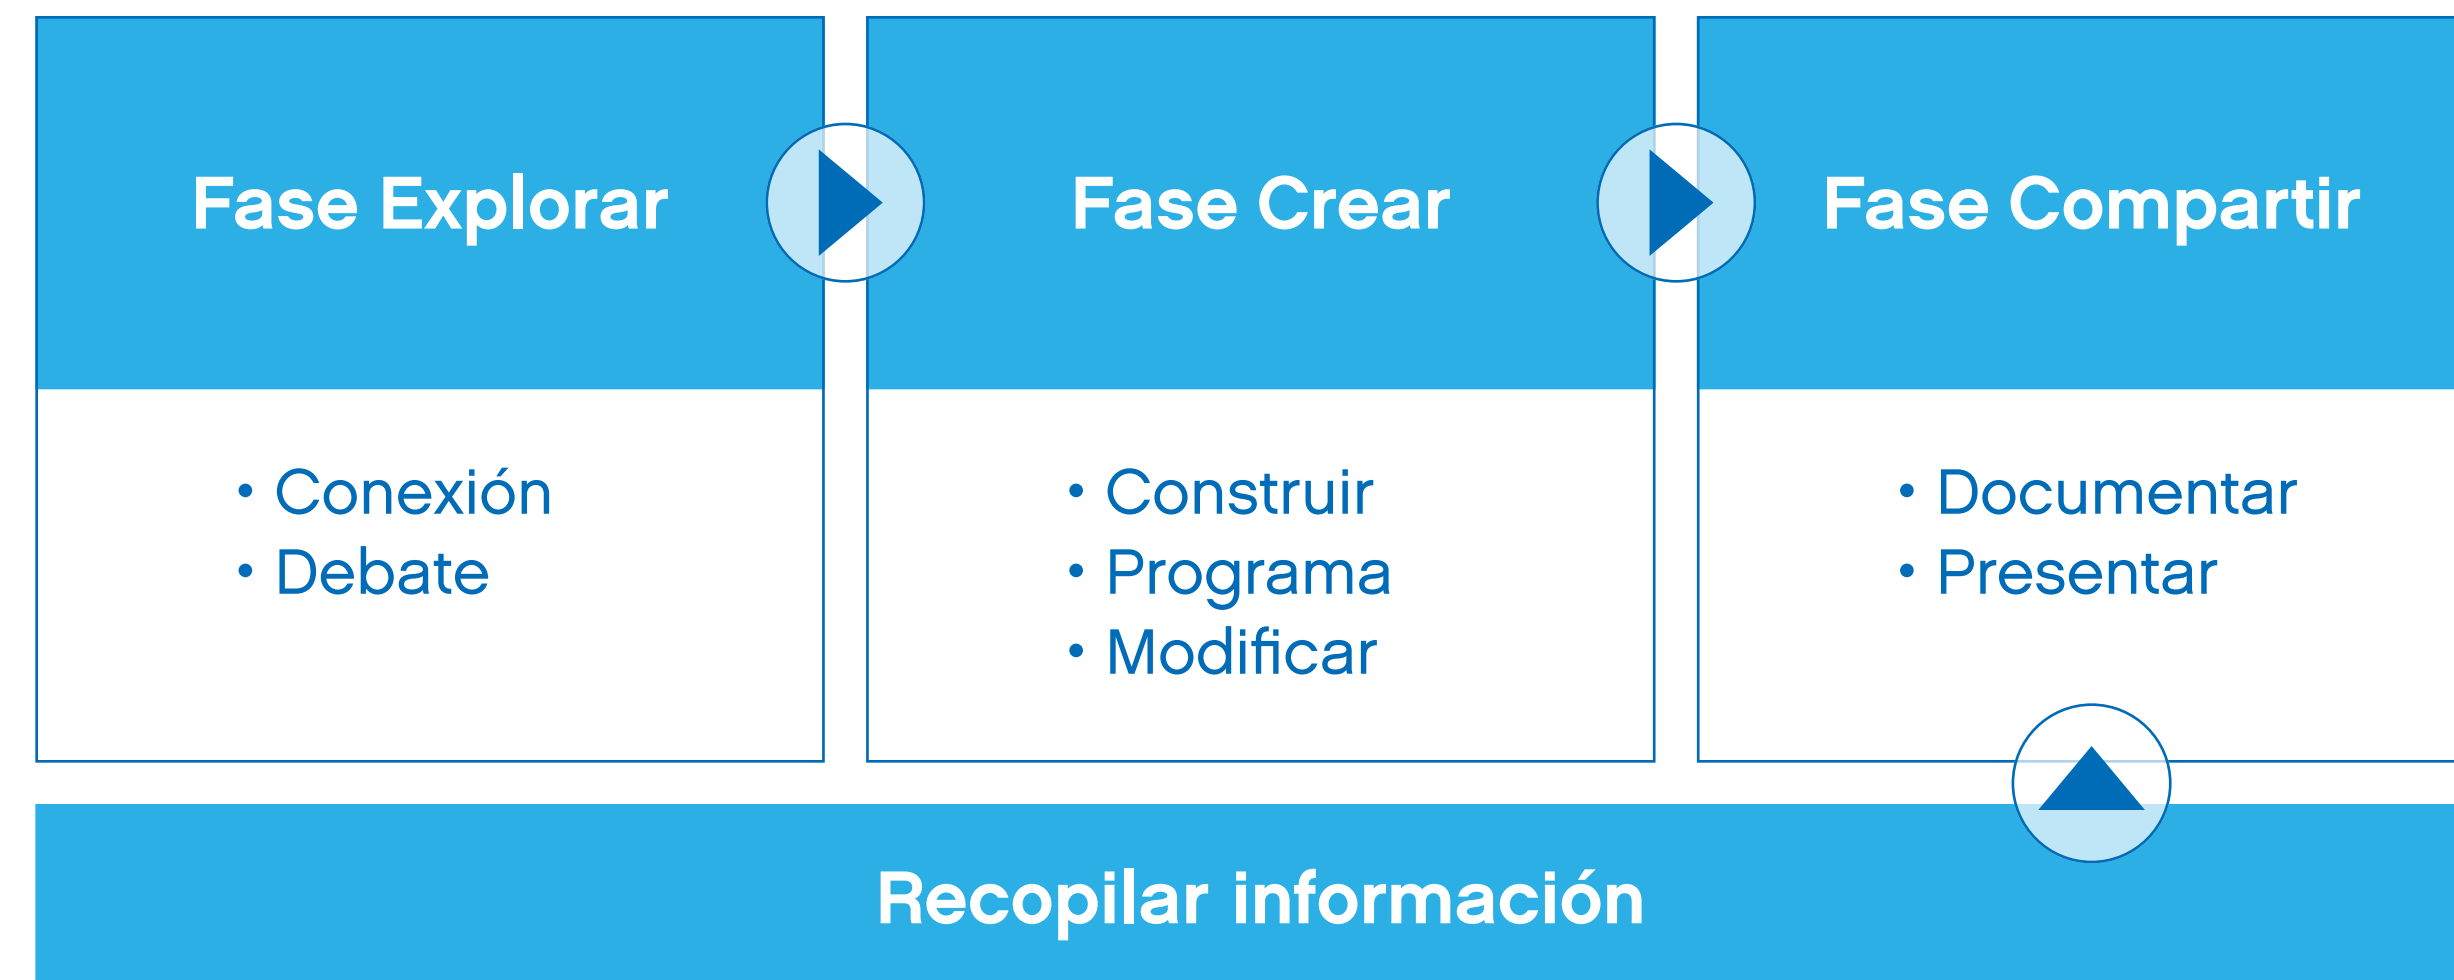 Fase Explorar
• Conexión
• Debate
Fase Crear
• Construir
• Programa
• Modificar
Fase Compartir
• Documentar
• Presentar
Recopilar información